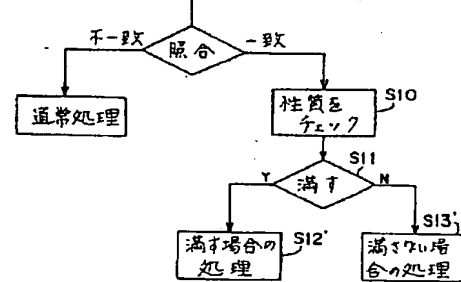 不一致
照合
一致
通常処理
性質を
チェック
S10
満す
S11
Y
N
満す場合の
処理
S12'
満さない場
合の処理
S13'